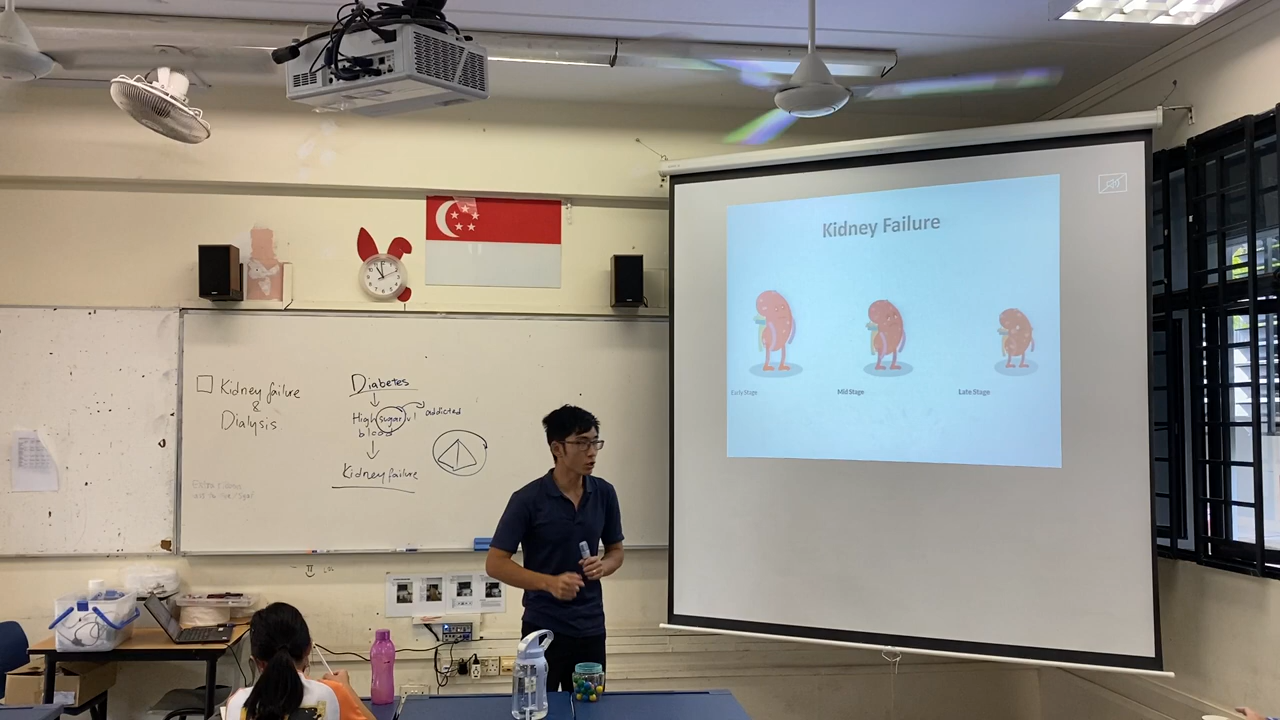 Kidney failure
&
Dialysis
Diabetes
High sugar addicted
blood
Kidney failure
Kidney Failure
Early Stage
Mid Stage
Late Stage